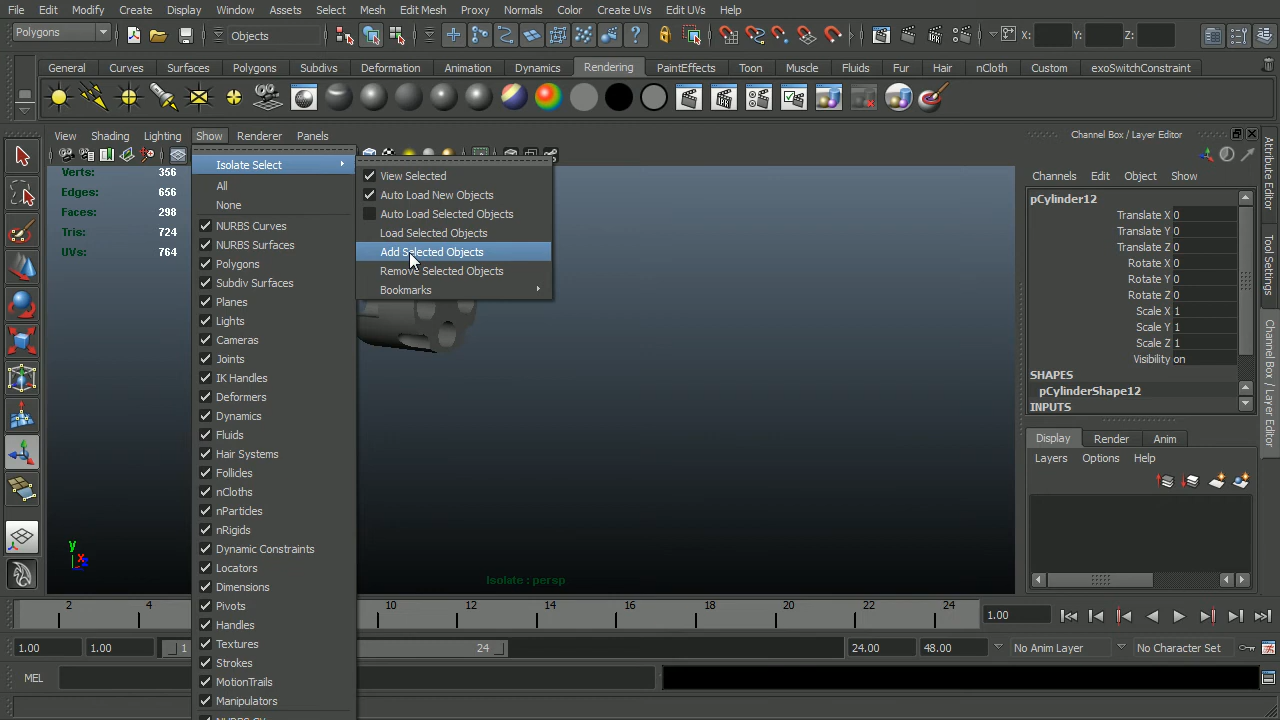 File Edit Modify Create Display Window Assets Select Mesh Edit Mesh Proxy Normals Color Create UVs Edit UVs Muscle Help
Polygons Objects X: Y: Z:
General Curves Surfaces Polygons Subdivs Deformation Animation Dynamics Rendering PaintEffects Toon Muscle Fluids Fur Hair nCloth Custom exoSwitchConstraint
View Shading Lighting Show Renderer Panels
Channel Box / Layer Editor
Verts: 356
Edges: 656
Faces: 298
Tris: 724
UVs: 764
Isolate Select
All
None
NURBS Curves
NURBS Surfaces
Polygons
Subdiv Surfaces
Planes
Lights
Cameras
Joints
IK Handles
Deformers
Dynamics
Fluids
Hair Systems
Follicles
nCloths
nParticles
nRigids
Dynamic Constraints
Locators
Dimensions
Pivots
Handles
Textures
Strokes
MotionTrails
Manipulators
View Selected
Auto Load New Objects
Auto Load Selected Objects
Load Selected Objects
Add Selected Objects
Remove Selected Objects
Bookmarks
Isolate : persp
y
x
z
Channels Edit Object Show
pCylinder12
Translate X 0
Translate Y 0
Translate Z 0
Rotate X 0
Rotate Y 0
Rotate Z 0
Scale X 1
Scale Y 1
Scale Z 1
Visibility on
SHAPES
pCylinderShape12
INPUTS
Display Render Anim
Layers Options Help
Attribute Editor
Tool Settings
Channel Box / Layer Editor
2 4 10 12 14 16 18 20 22 24 1.00
1.00 1.00 1 24 24.00 48.00 No Anim Layer No Character Set
MEL